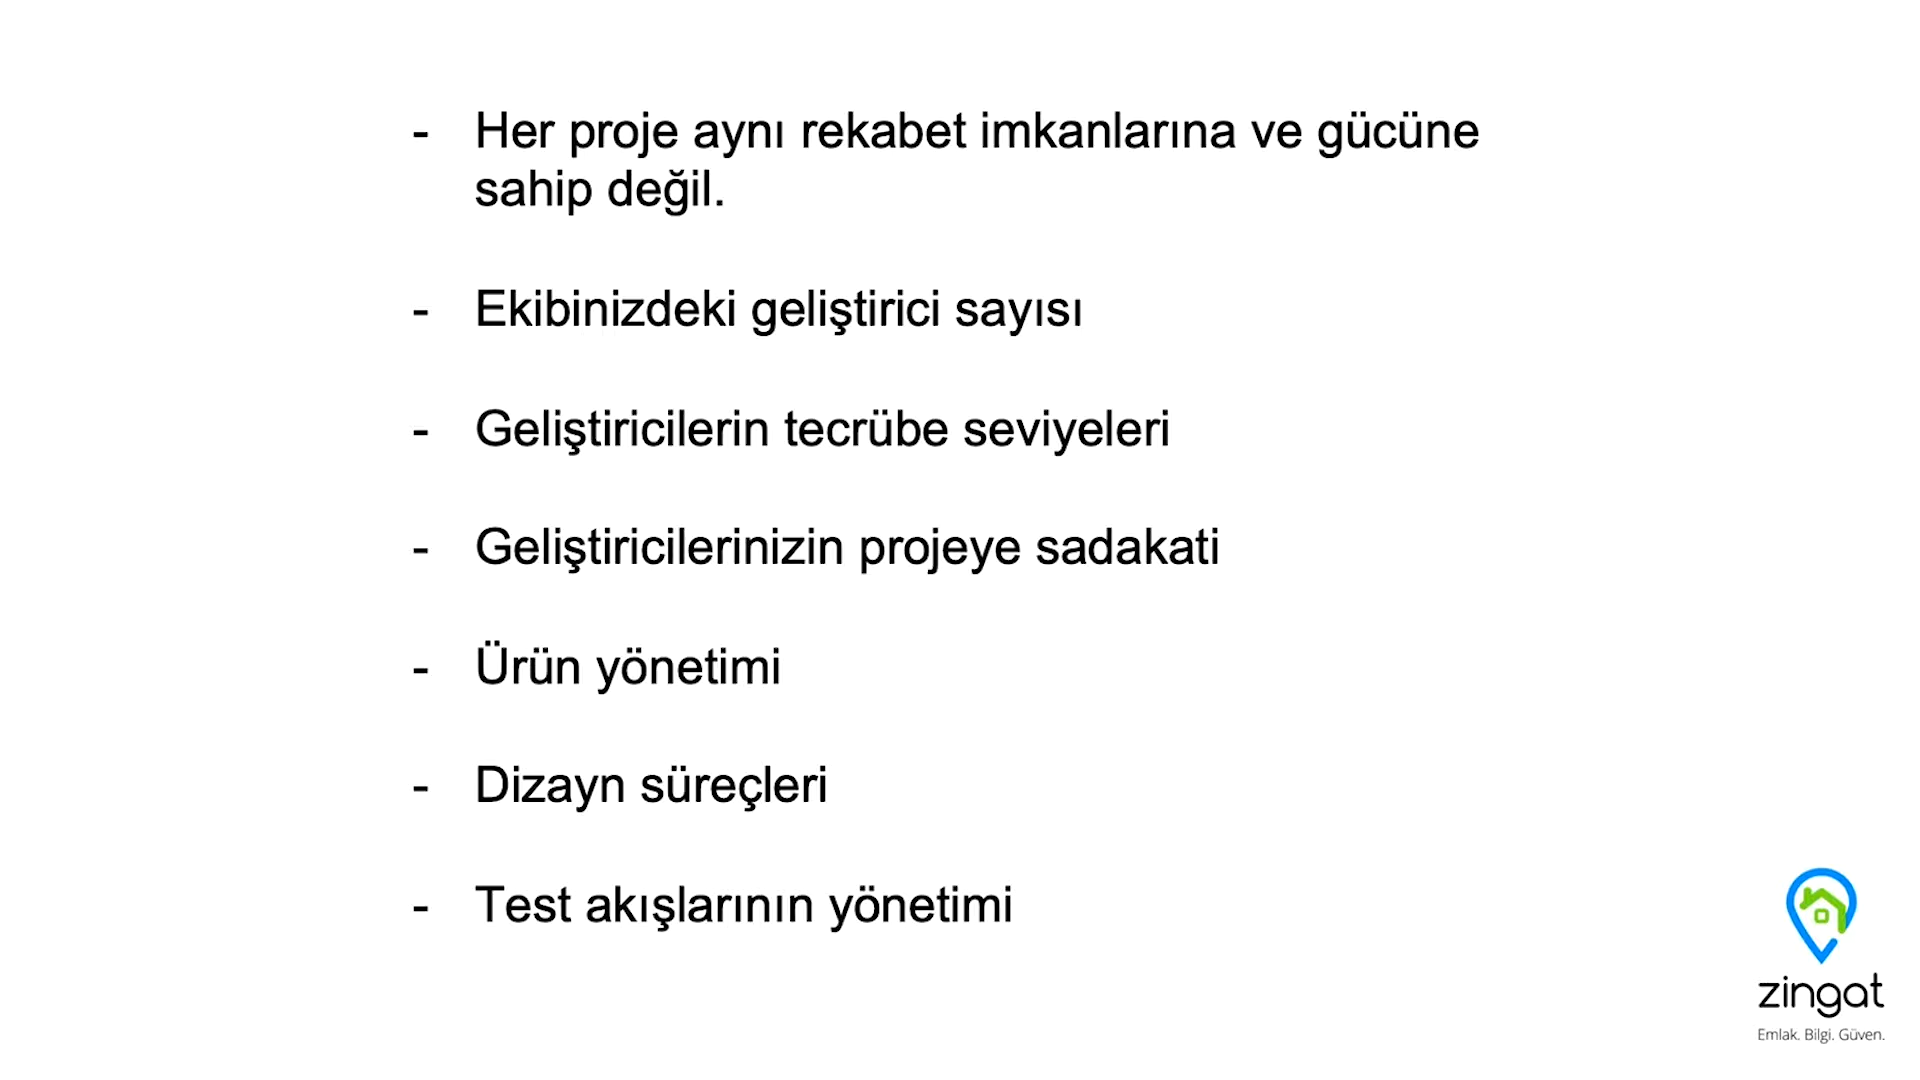 - Her proje aynı rekabet imkanlarına ve gücüne
sahip değil.
- Ekibinizdeki geliştirici sayısı
- Geliştiricilerin tecrübe seviyeleri
- Geliştiricilerinizin projeye sadakati
- Ürün yönetimi
- Dizayn süreçleri
- Test akışlarının yönetimi
zingat
Emlak. Bilgi. Güven.